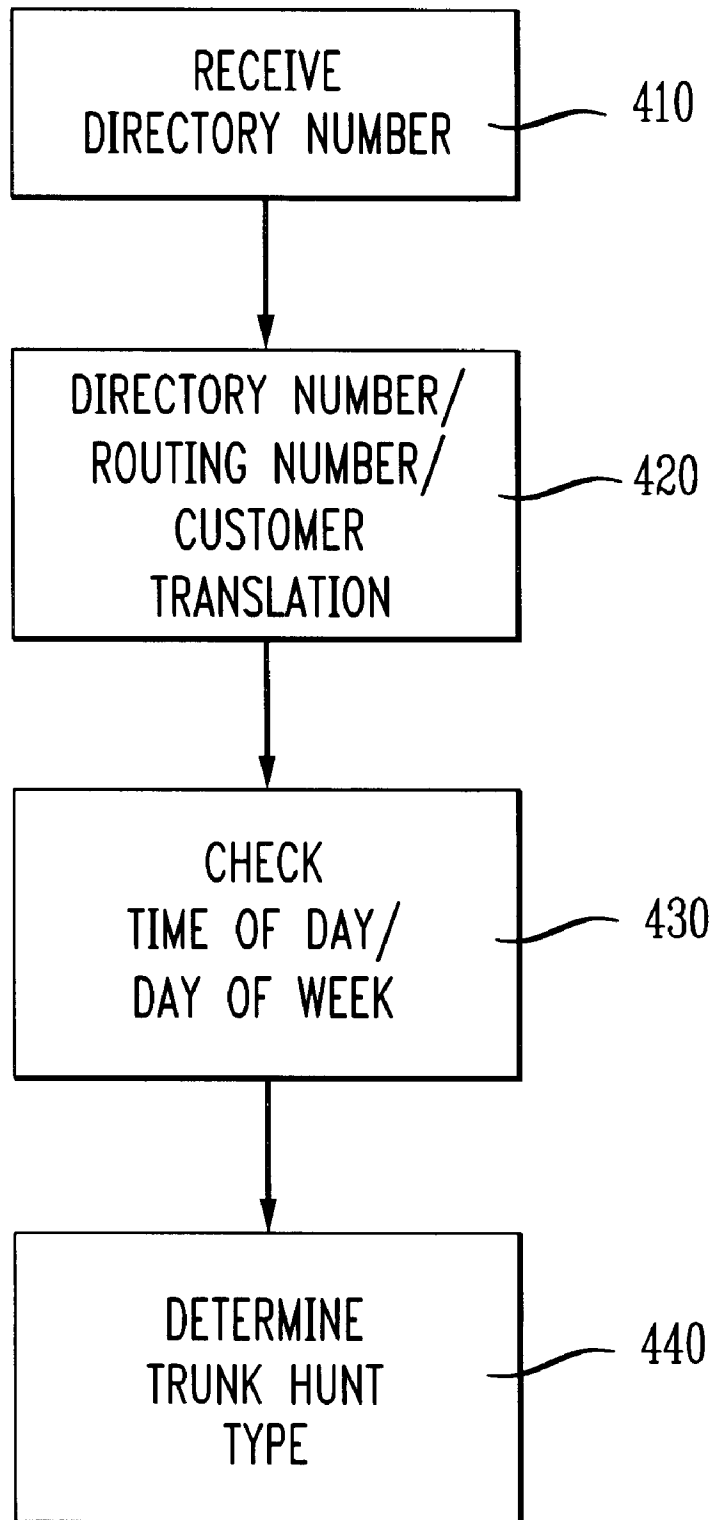 RECEIVE
DIRECTORY NUMBER
410
DIRECTORY NUMBER/
ROUTING NUMBER/
CUSTOMER
TRANSLATION
420
CHECK
TIME OF DAY/
DAY OF WEEK
430
DETERMINE
TRUNK HUNT
TYPE
440